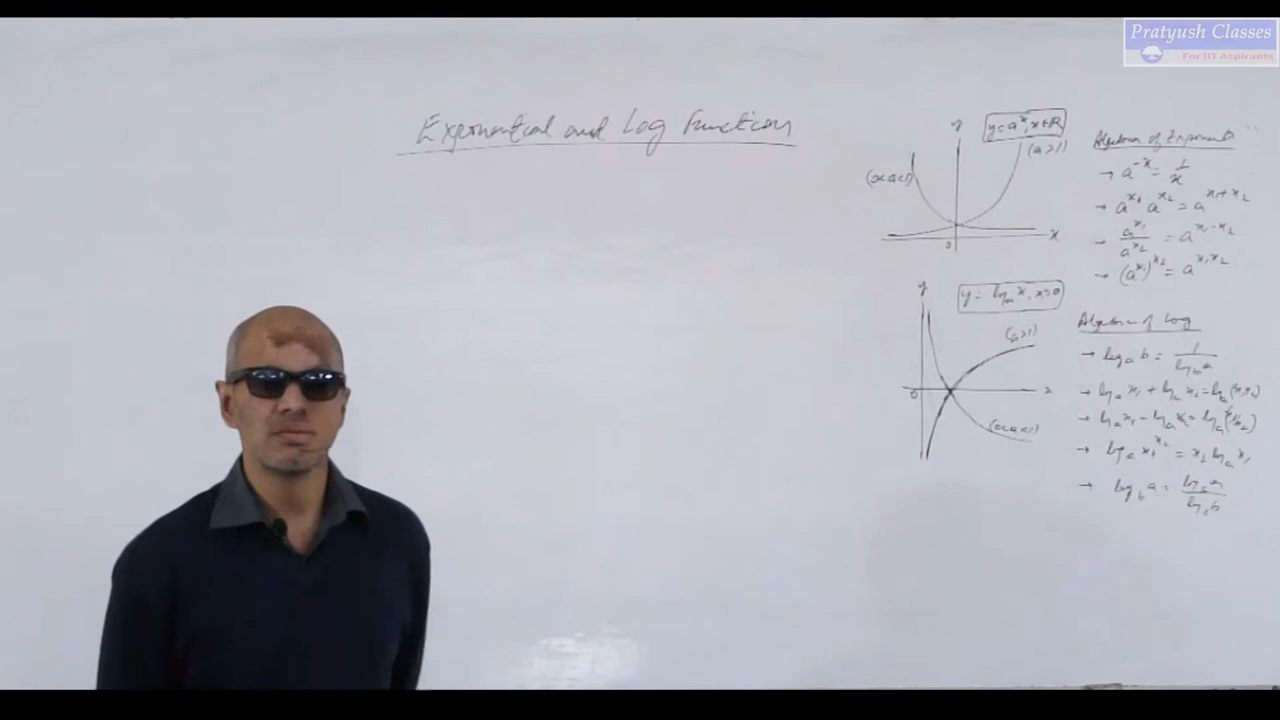 Pratyush Classes
For IIT Aspirants
Exponential and Log Functions
y = a^x, x∈R
(a>1)
(0<a<1)
y
x
0
Algebra of Exponents
→ a^-x = 1/x
→ a^x₁ a^x₂ = a^x₁+x₂
→ a^x₁/a^x₂ = a^x₁-x₂
→ (a^x₁)^x₂ = a^x₁x₂
y = log_a x, x>0
y
(a>1)
0
x
(0<a<1)
Algebra of Log
→ log_a b = 1/log_b a
→ log_a x₁ + log_a x₂ = log_a (x₁x₂)
→ log_a x₁ - log_a x₂ = log_a (x₁/x₂)
→ log_a x₁^x₂ = x₂ log_a x₁
→ log_b a = log_c a/log_c b